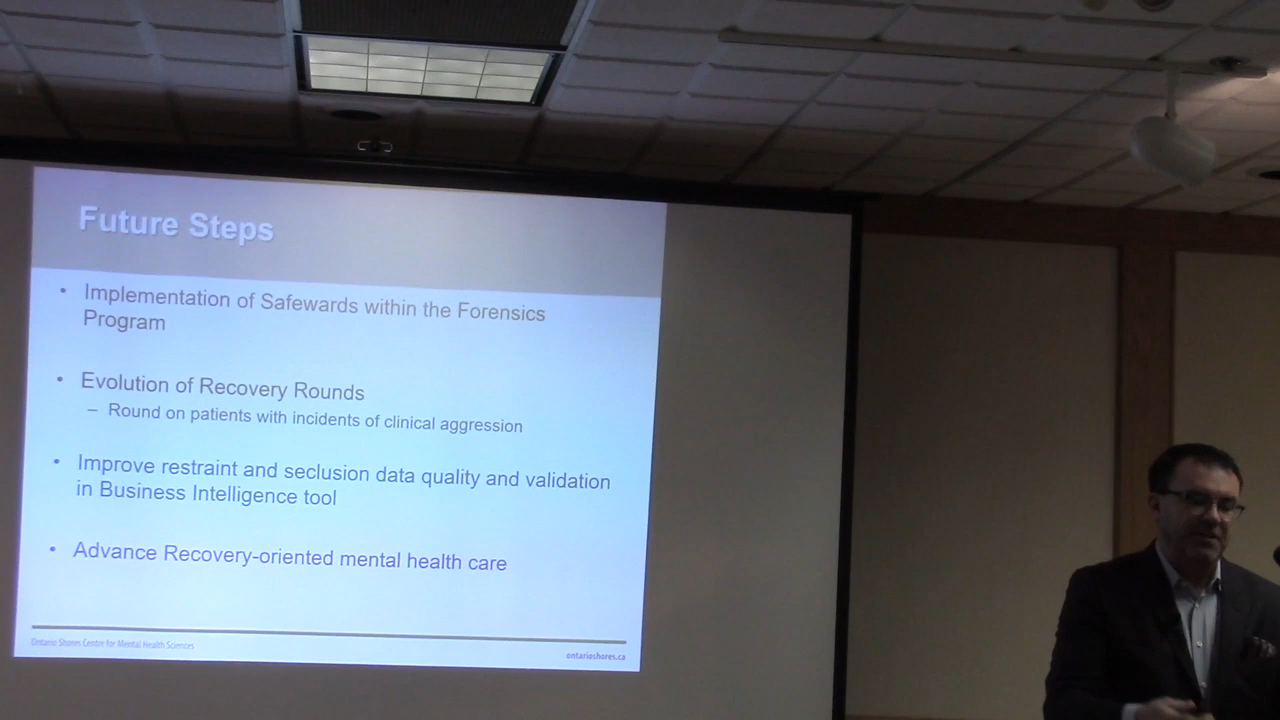 Future Steps
• Implementation of Safewards within the Forensics
Program
• Evolution of Recovery Rounds
– Round on patients with incidents of clinical aggression
• Improve restraint and seclusion data quality and validation
in Business Intelligence tool
• Advance Recovery-oriented mental health care
Ontario Shores Centre for Mental Health Sciences
ontarioshores.ca